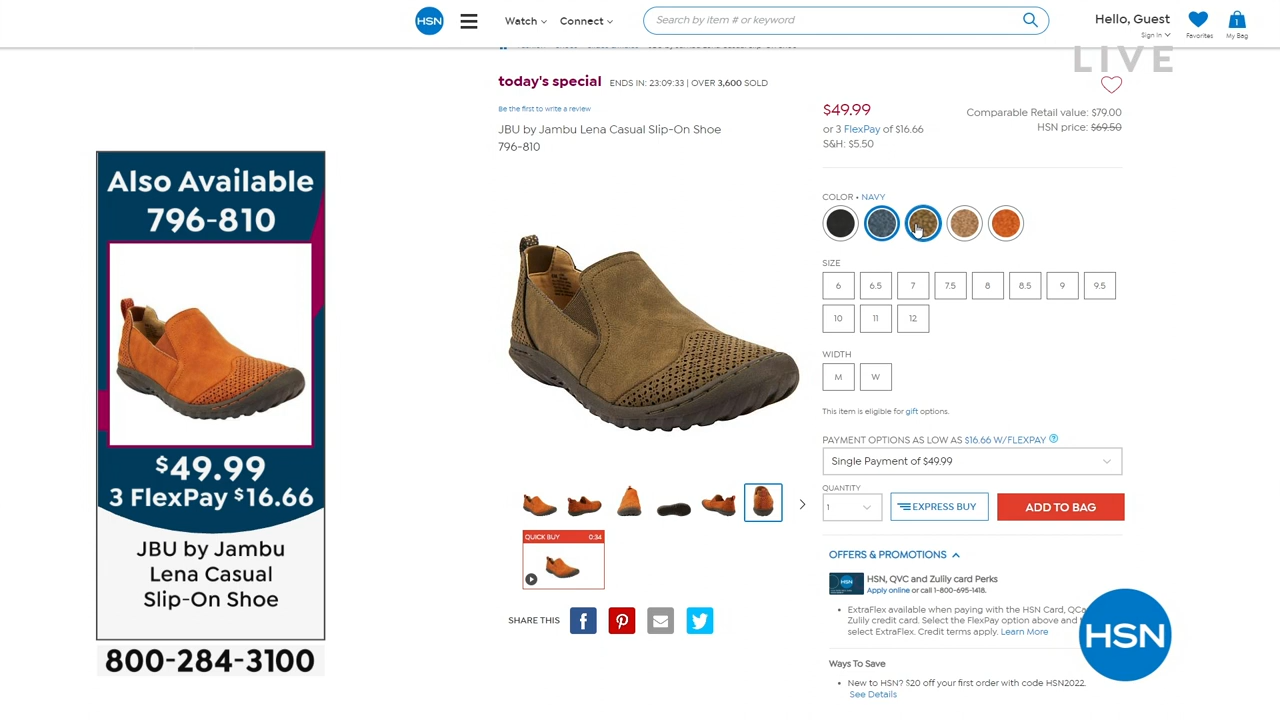 HSN
Watch
Connect
Search by item # or keyword
Hello, Guest
Sign in
Favorites
1
My Bag
LIVE
today's special
ENDS IN: 23:09:33 | OVER 3,600 SOLD
Be the first to write a review
JBU by Jambu Lena Casual Slip-On Shoe
796-810
$49.99
or 3 FlexPay of $16.66
S&H: $5.50
Comparable Retail value: $79.00
HSN price: $69.50
COLOR • NAVY
SIZE
6
6.5
7
7.5
8
8.5
9
9.5
10
11
12
WIDTH
M
W
This item is eligible for gift options.
PAYMENT OPTIONS AS LOW AS $16.66 W/FLEXPAY
Single Payment of $49.99
QUANTITY
1
EXPRESS BUY
ADD TO BAG
QUICK BUY 0:34
SHARE THIS
OFFERS & PROMOTIONS
HSN, QVC and Zulily card Perks
Apply online or call 1-800-695-1418.
• ExtraFlex available when paying with the HSN Card, QCa
Zulily credit card. Select the FlexPay option above and
select ExtraFlex. Credit terms apply. Learn More
Ways To Save
• New to HSN? $20 off your first order with code HSN2022.
See Details
HSN
Also Available
796-810
$49.99
3 FlexPay $16.66
JBU by Jambu
Lena Casual
Slip-On Shoe
800-284-3100